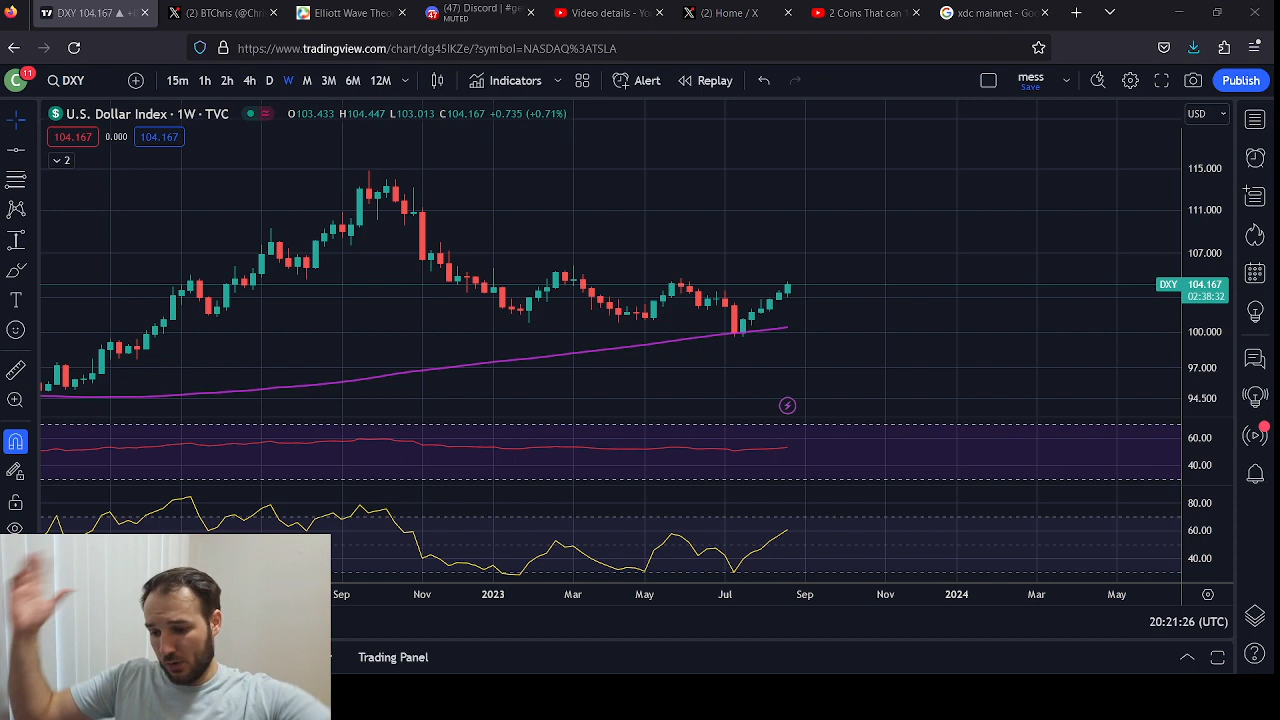 DXY 104.167 ▲ +0
(2) BTChris (@Chri
Elliott Wave Theo
(47) Discord | #ge
MUTED
Video details - Yo
(2) Home / X
2 Coins That can 1
xdc mainnet - Goo
https://www.tradingview.com/chart/dg45lKZe/?symbol=NASDAQ%3ATSLA
C
11
DXY
15m 1h 2h 4h D W M 3M 6M 12M
Indicators
Alert
Replay
mess
Save
Publish
U.S. Dollar Index · 1W · TVC
O103.433 H104.447 L103.013 C104.167 +0.735 (+0.71%)
USD
104.167 0.000 104.167
2
115.000
111.000
107.000
DXY 104.167
02:38:32
100.000
97.000
94.500
60.00
40.00
80.00
60.00
40.00
Sep Nov 2023 Mar May Jul Sep Nov 2024 Mar May
20:21:26 (UTC)
Trading Panel